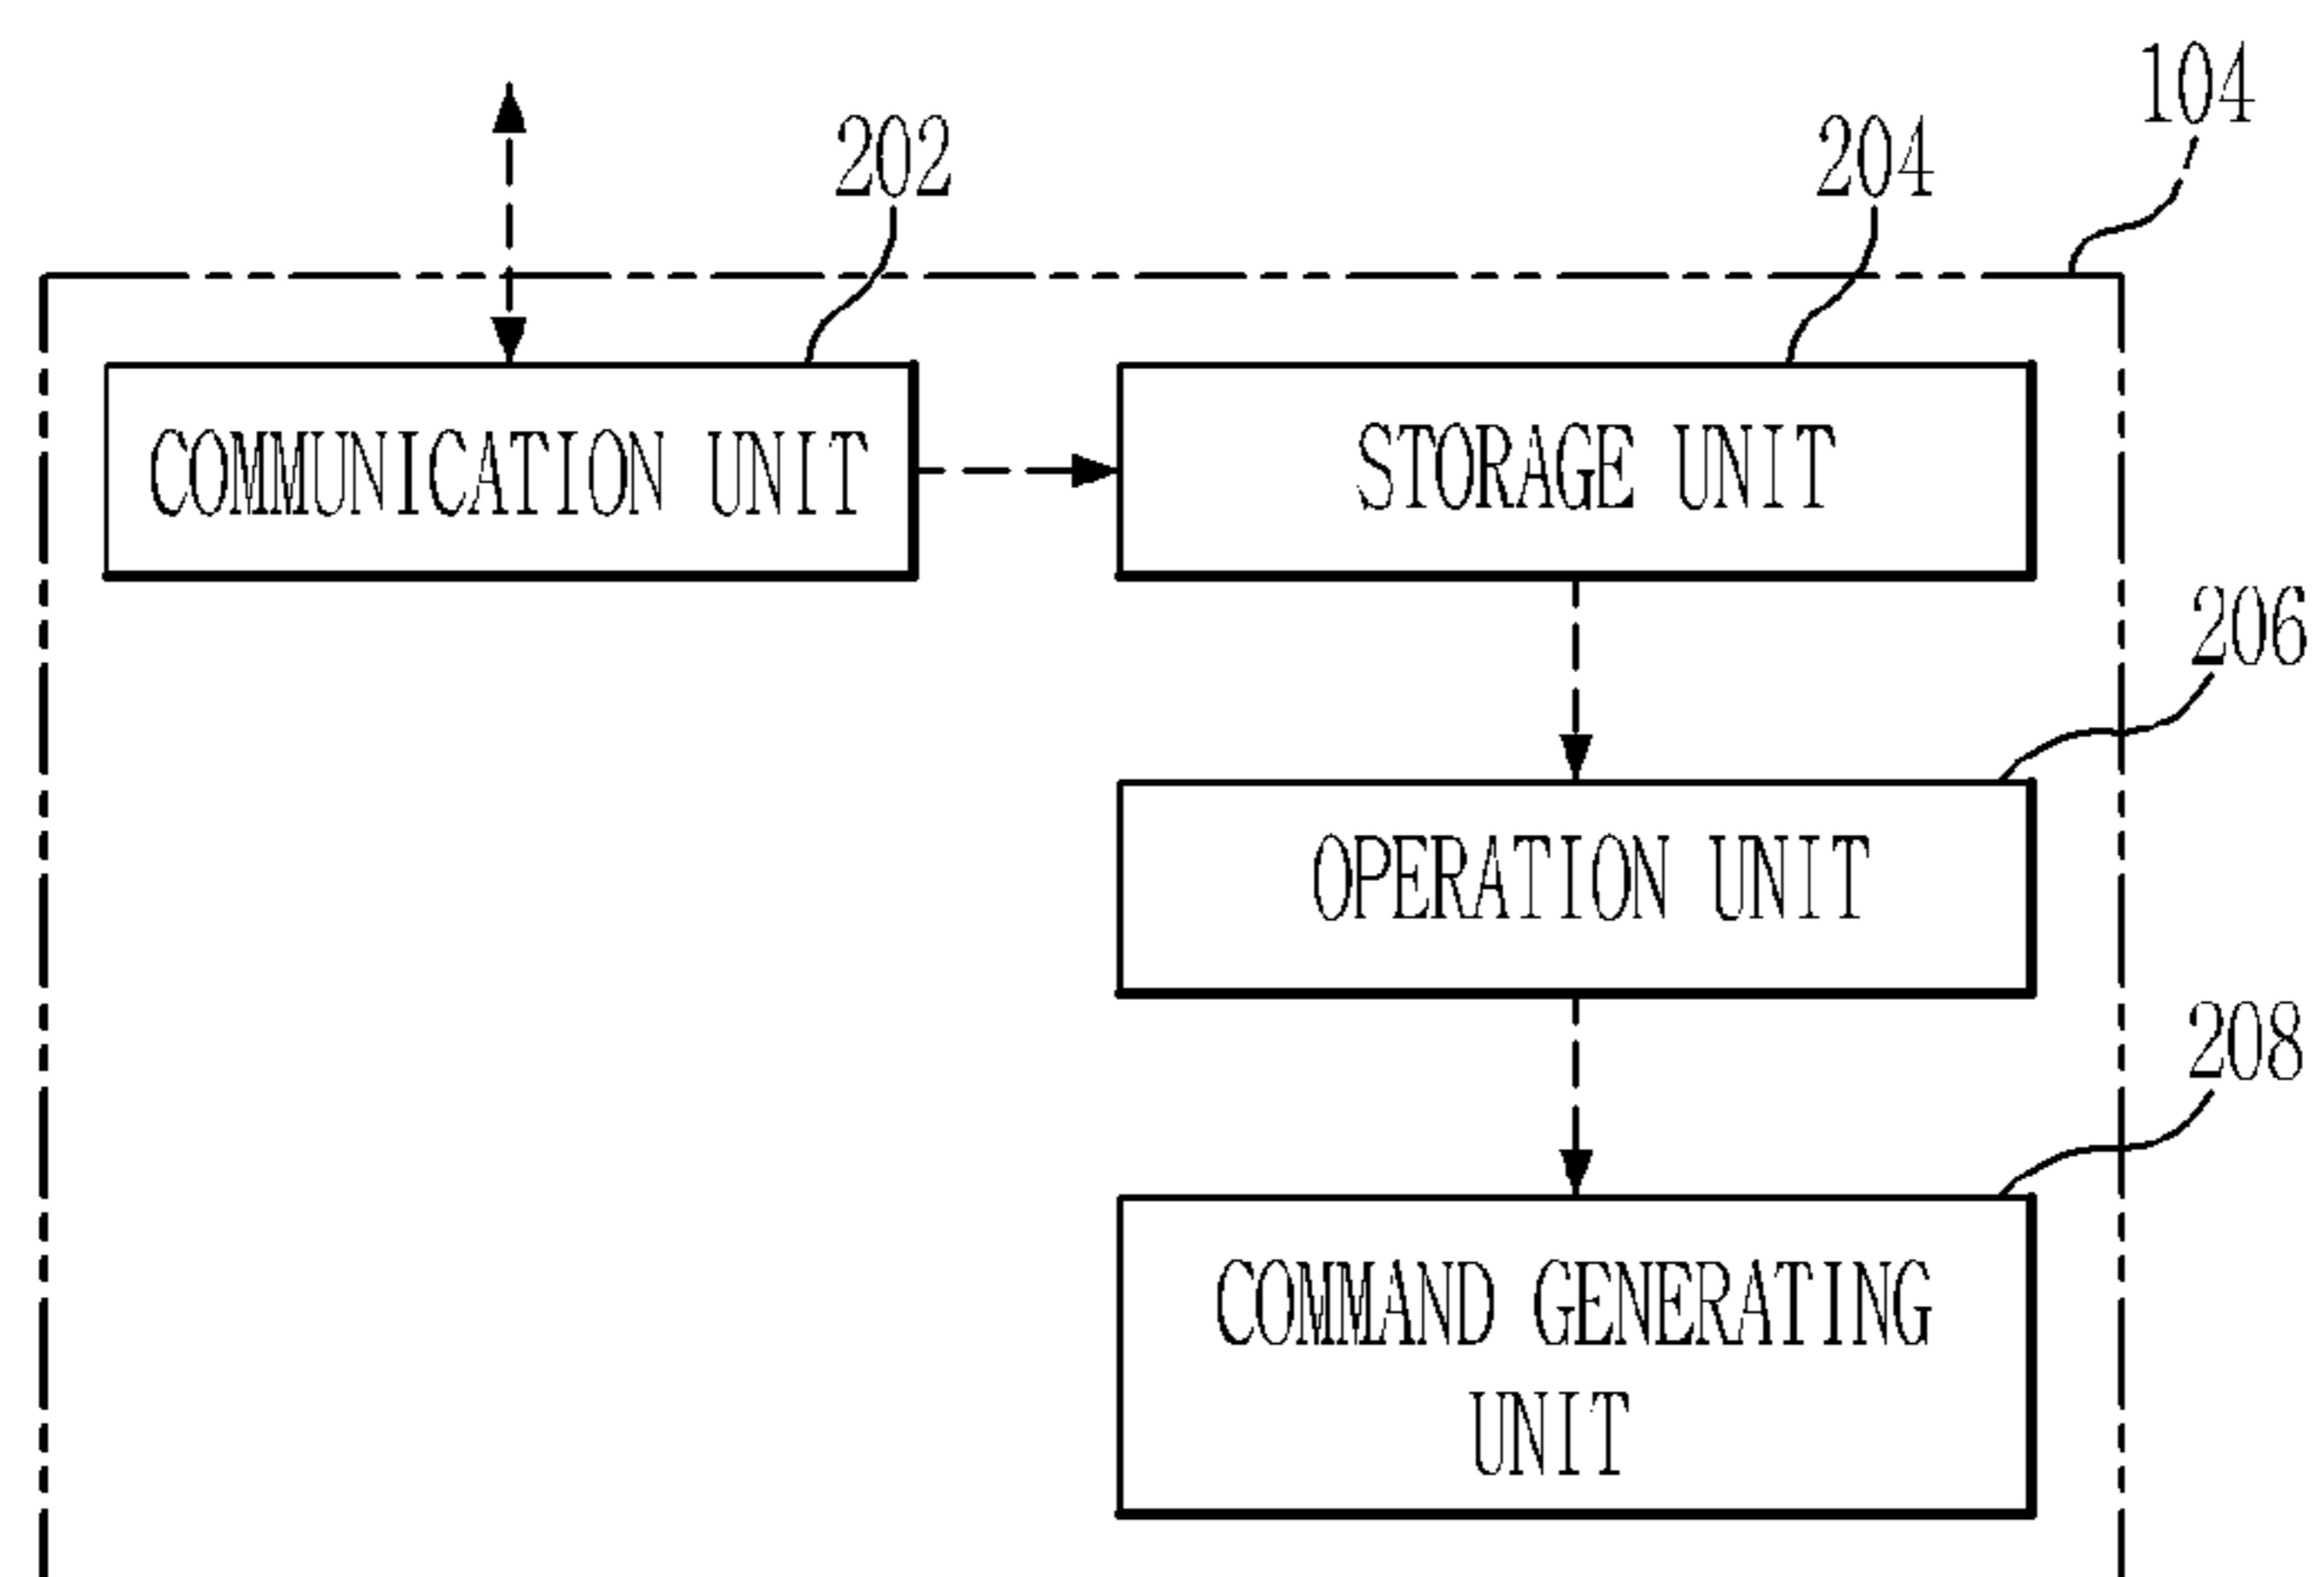 104
202
204
COMMUNICATION UNIT
STORAGE UNIT
206
OPERATION UNIT
208
COMMAND GENERATING
UNIT